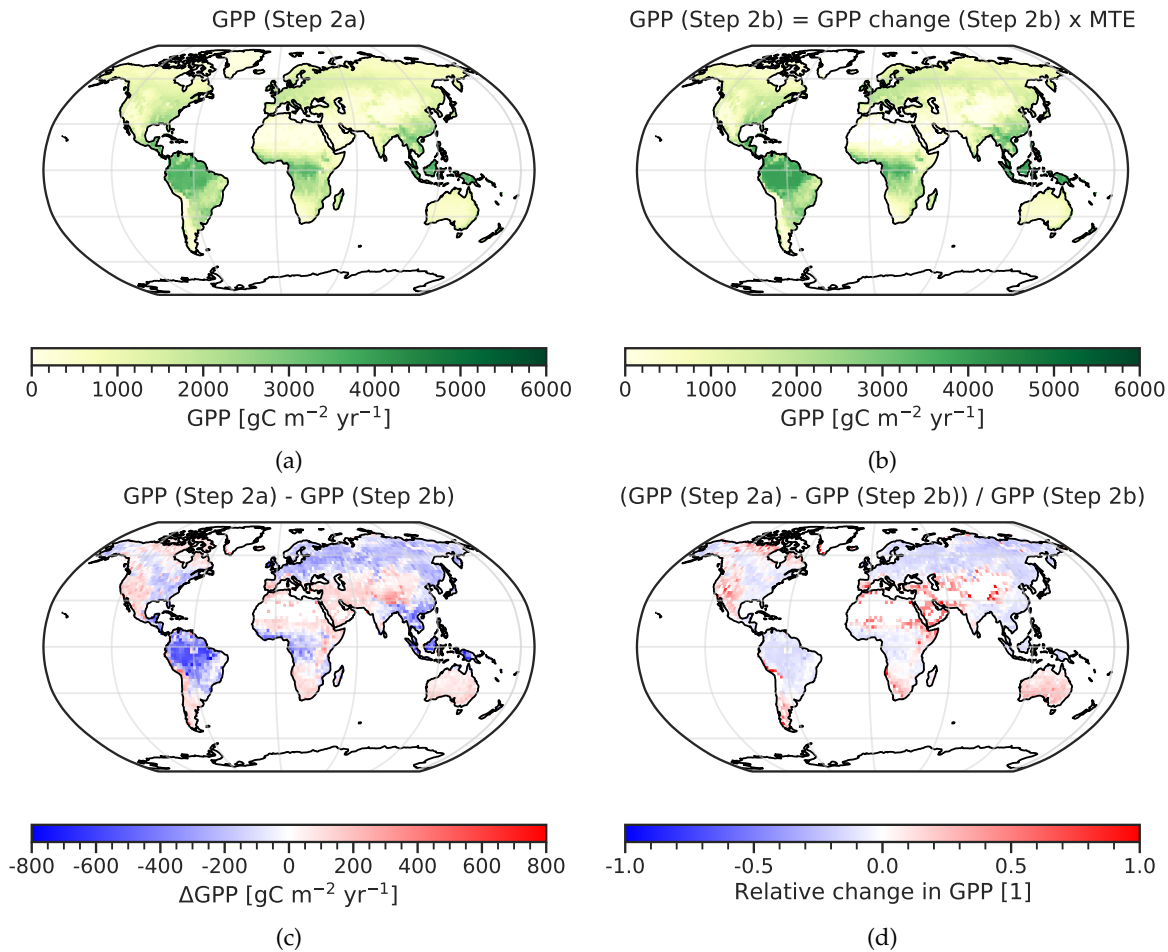 GPP (Step 2a)
GPP (Step 2b) = GPP change (Step 2b) x MTE
0 1000 2000 3000 4000 5000 6000
GPP [gC m⁻² yr⁻¹]
0 1000 2000 3000 4000 5000 6000
GPP [gC m⁻² yr⁻¹]
(a)
(b)
GPP (Step 2a) - GPP (Step 2b)
(GPP (Step 2a) - GPP (Step 2b)) / GPP (Step 2b)
-800 -600 -400 -200 0 200 400 600 800
ΔGPP [gC m⁻² yr⁻¹]
-1.0 -0.5 0.0 0.5 1.0
Relative change in GPP [1]
(c)
(d)